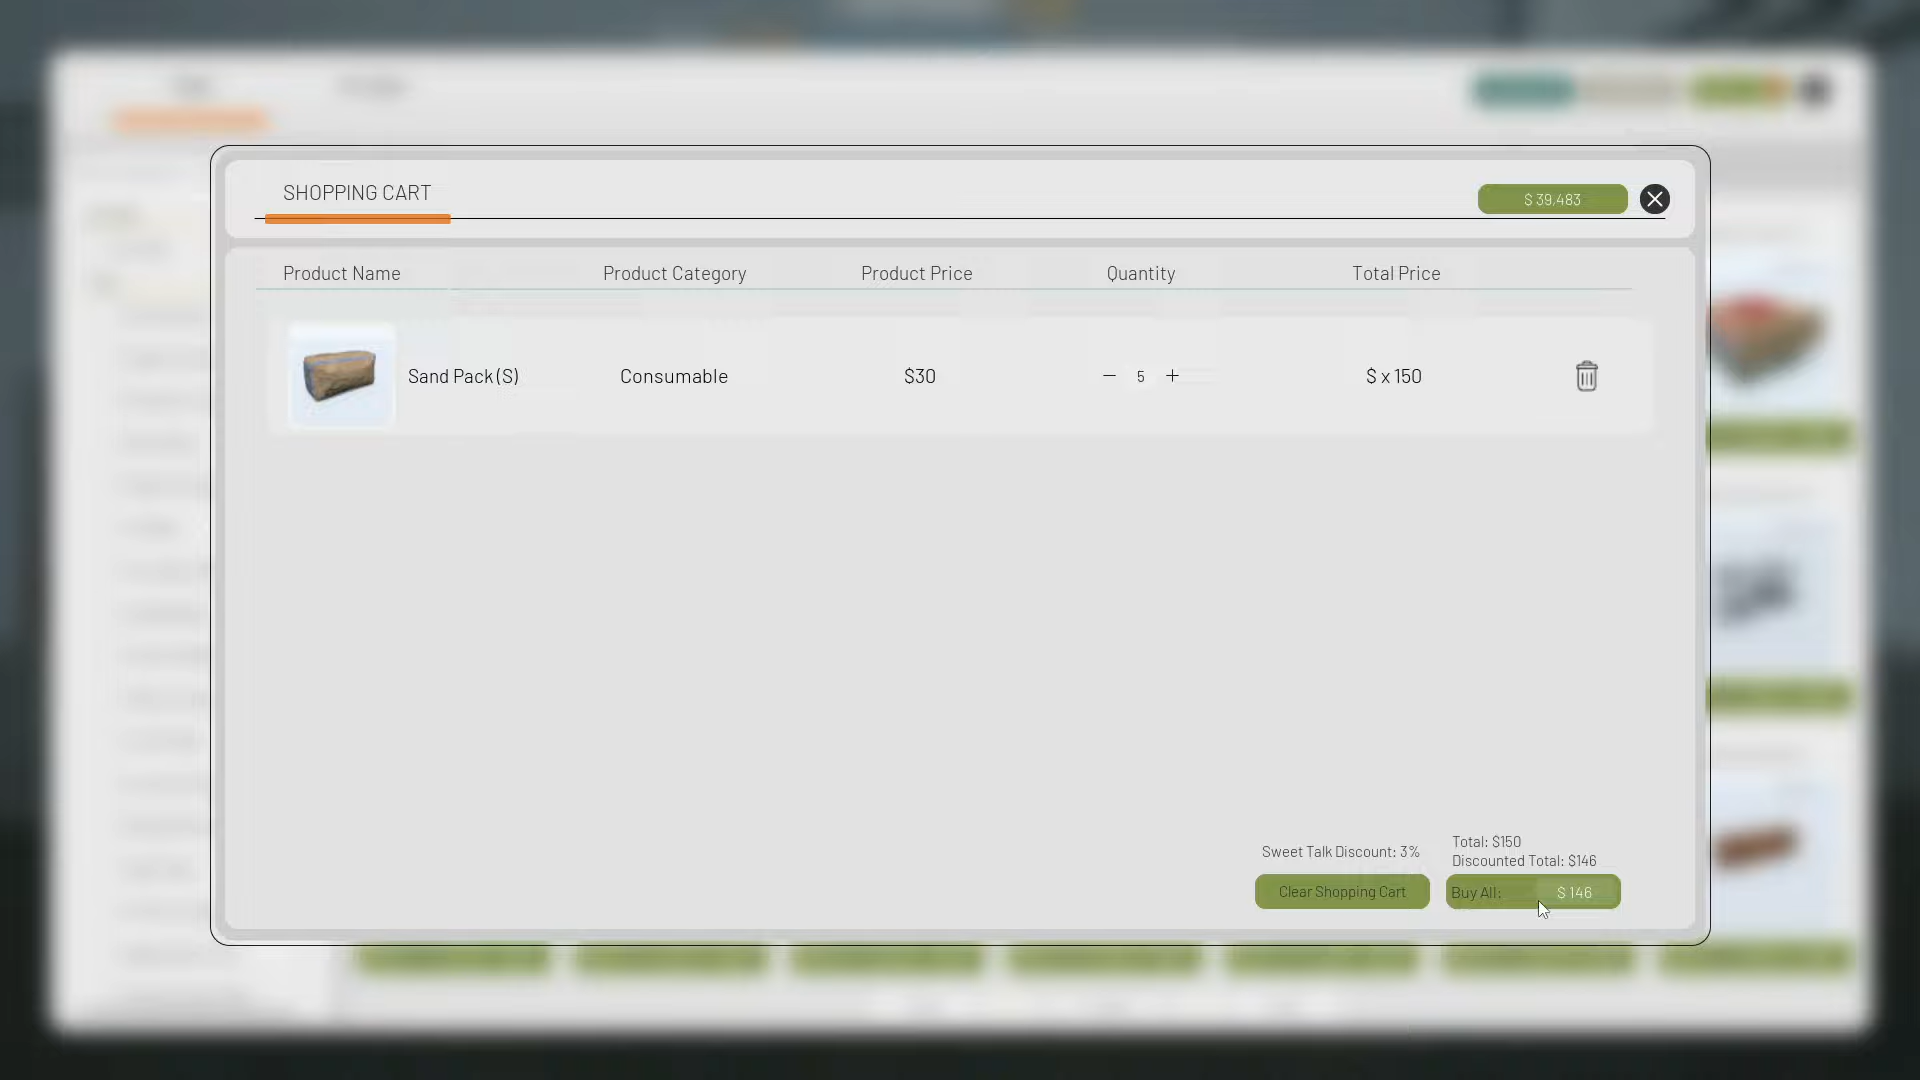 SHOPPING CART
$ 39,483
Product Name Product Category Product Price Quantity Total Price
Sand Pack (S) Consumable $30 5 $ x 150
Total: $150
Sweet Talk Discount: 3%
Discounted Total: $146
Clear Shopping Cart
Buy All: $ 146